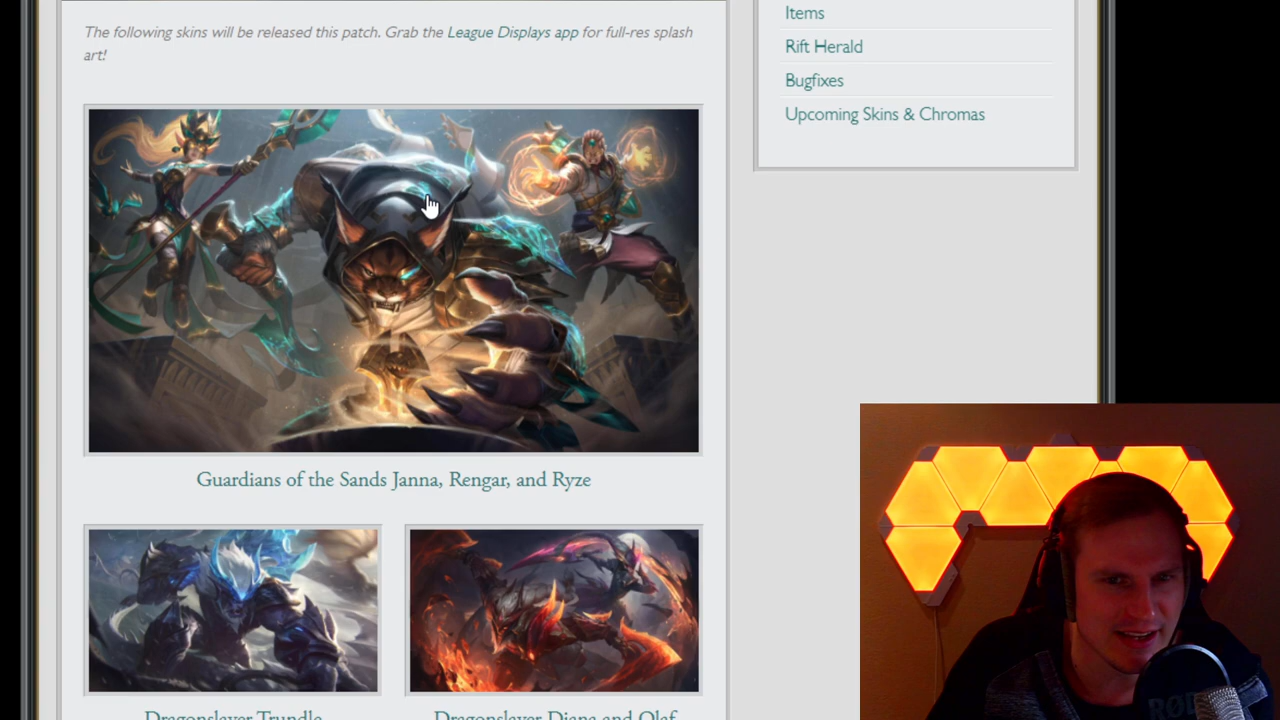 The following skins will be released this patch. Grab the League Displays app for full-res splash
art!
Items
Rift Herald
Bugfixes
Upcoming Skins & Chromas
Guardians of the Sands Janna, Rengar, and Ryze
Dragonslayer Trundle
Dragonslayer Diana and Olaf